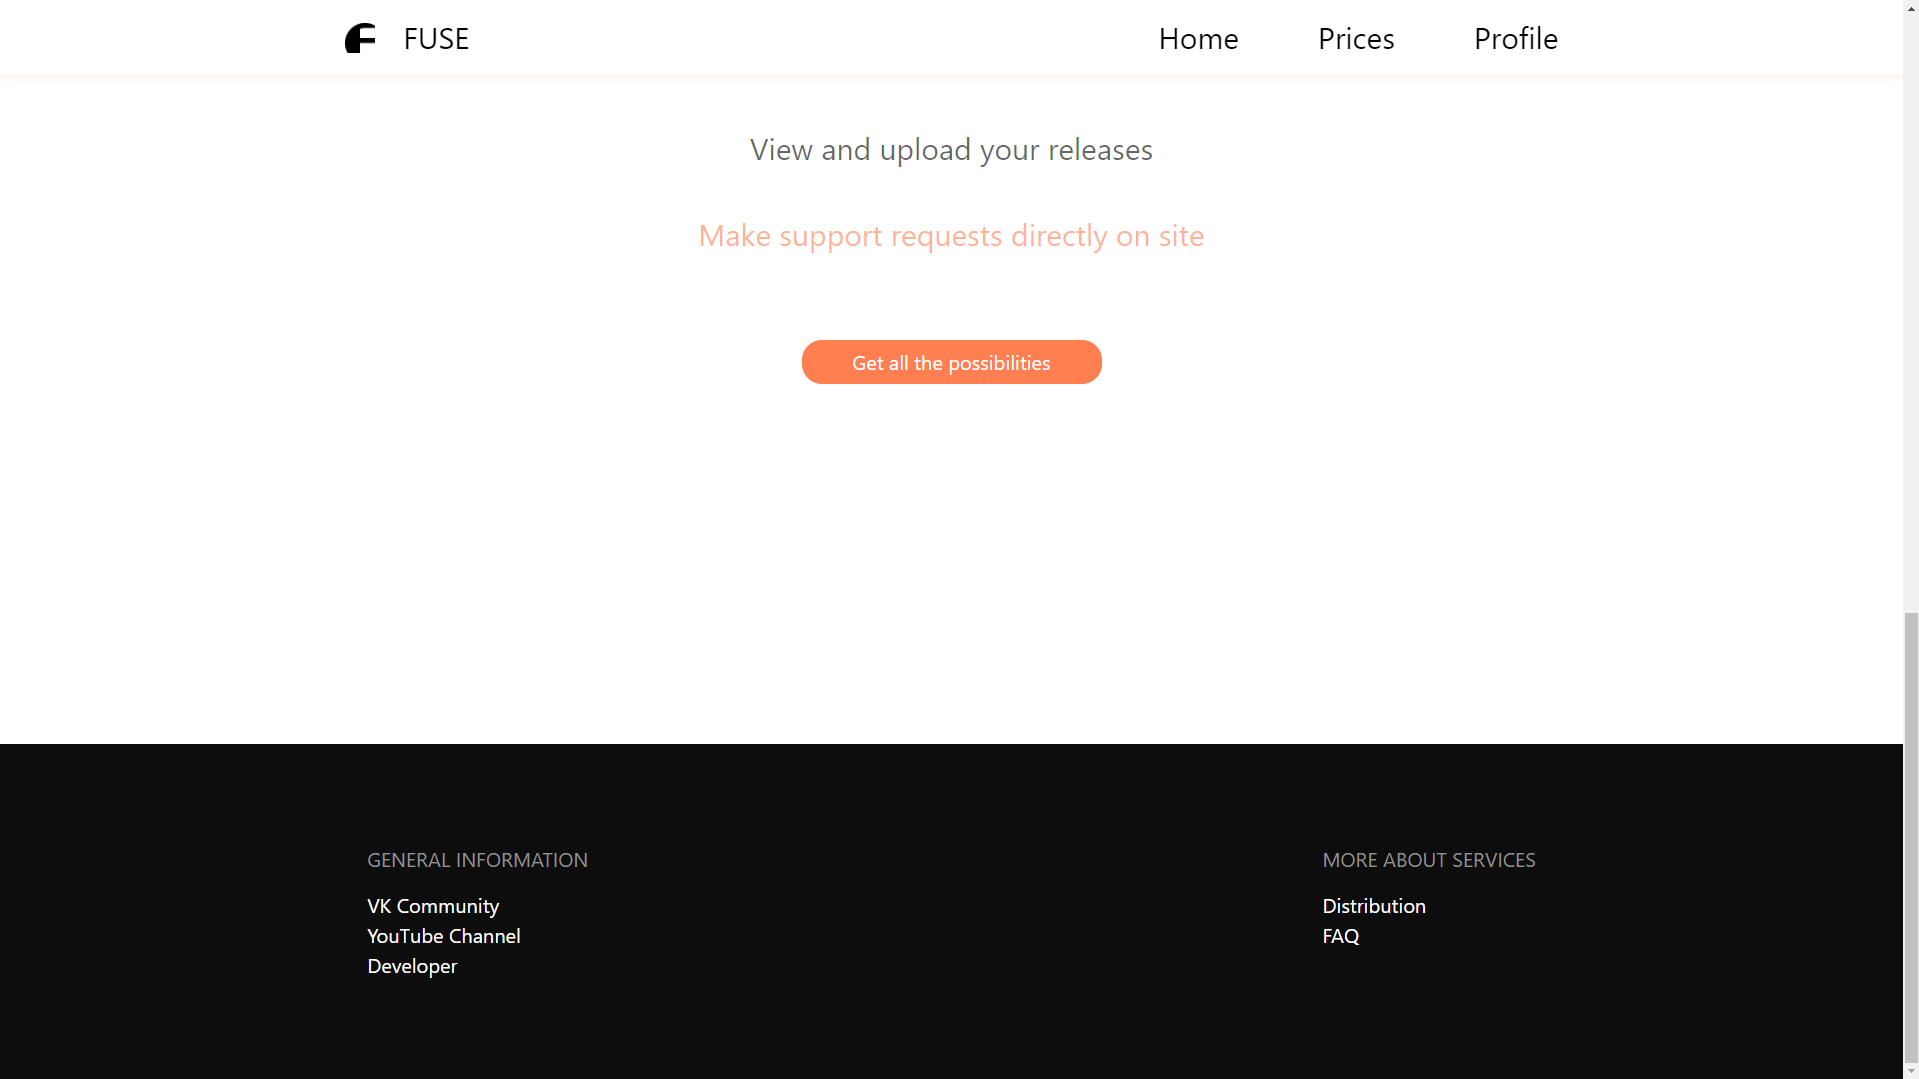 FUSE
Home
Prices
Profile
View and upload your releases
Make support requests directly on site
Get all the possibilities
GENERAL INFORMATION
VK Community
YouTube Channel
Developer
MORE ABOUT SERVICES
Distribution
FAQ